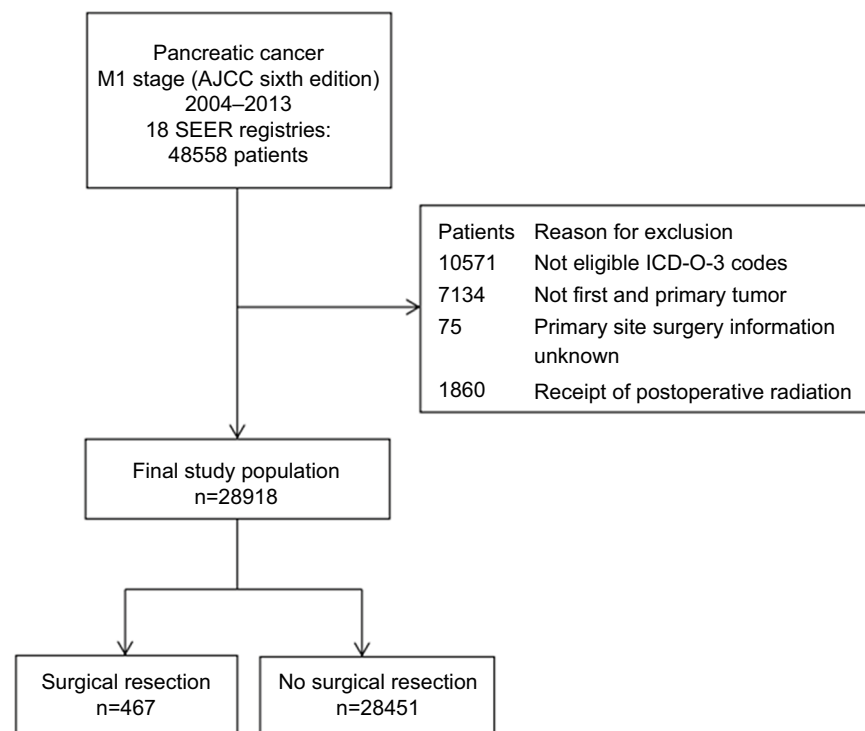 Pancreatic cancer
M1 stage (AJCC sixth edition)
2004–2013
18 SEER registries:
48558 patients
Patients Reason for exclusion
10571 Not eligible ICD-O-3 codes
7134 Not first and primary tumor
75 Primary site surgery information
unknown
1860 Receipt of postoperative radiation
Final study population
n=28918
Surgical resection
n=467
No surgical resection
n=28451